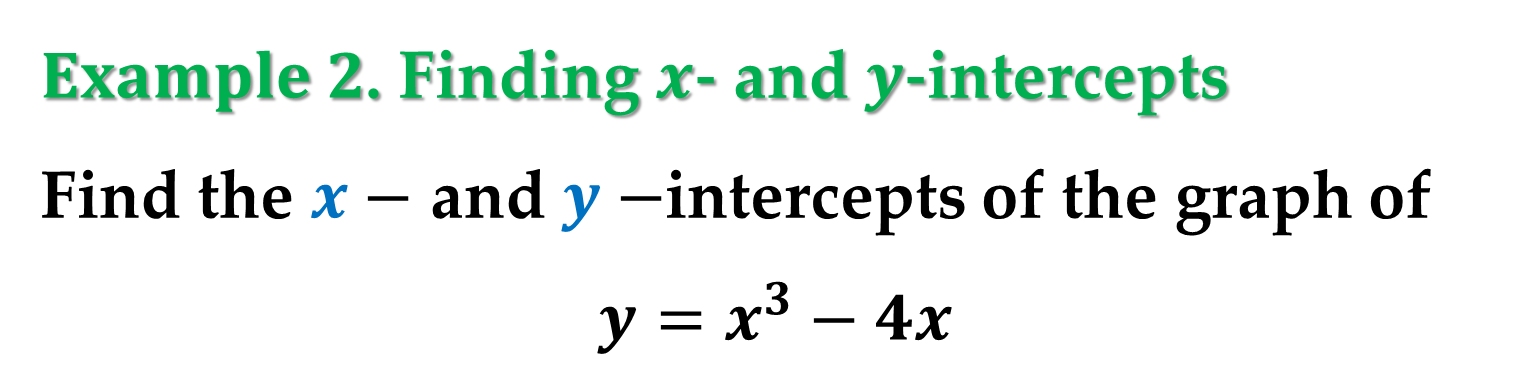 Example 2. Finding x- and y-intercepts
Find the x − and y −intercepts of the graph of
y = x³ − 4x